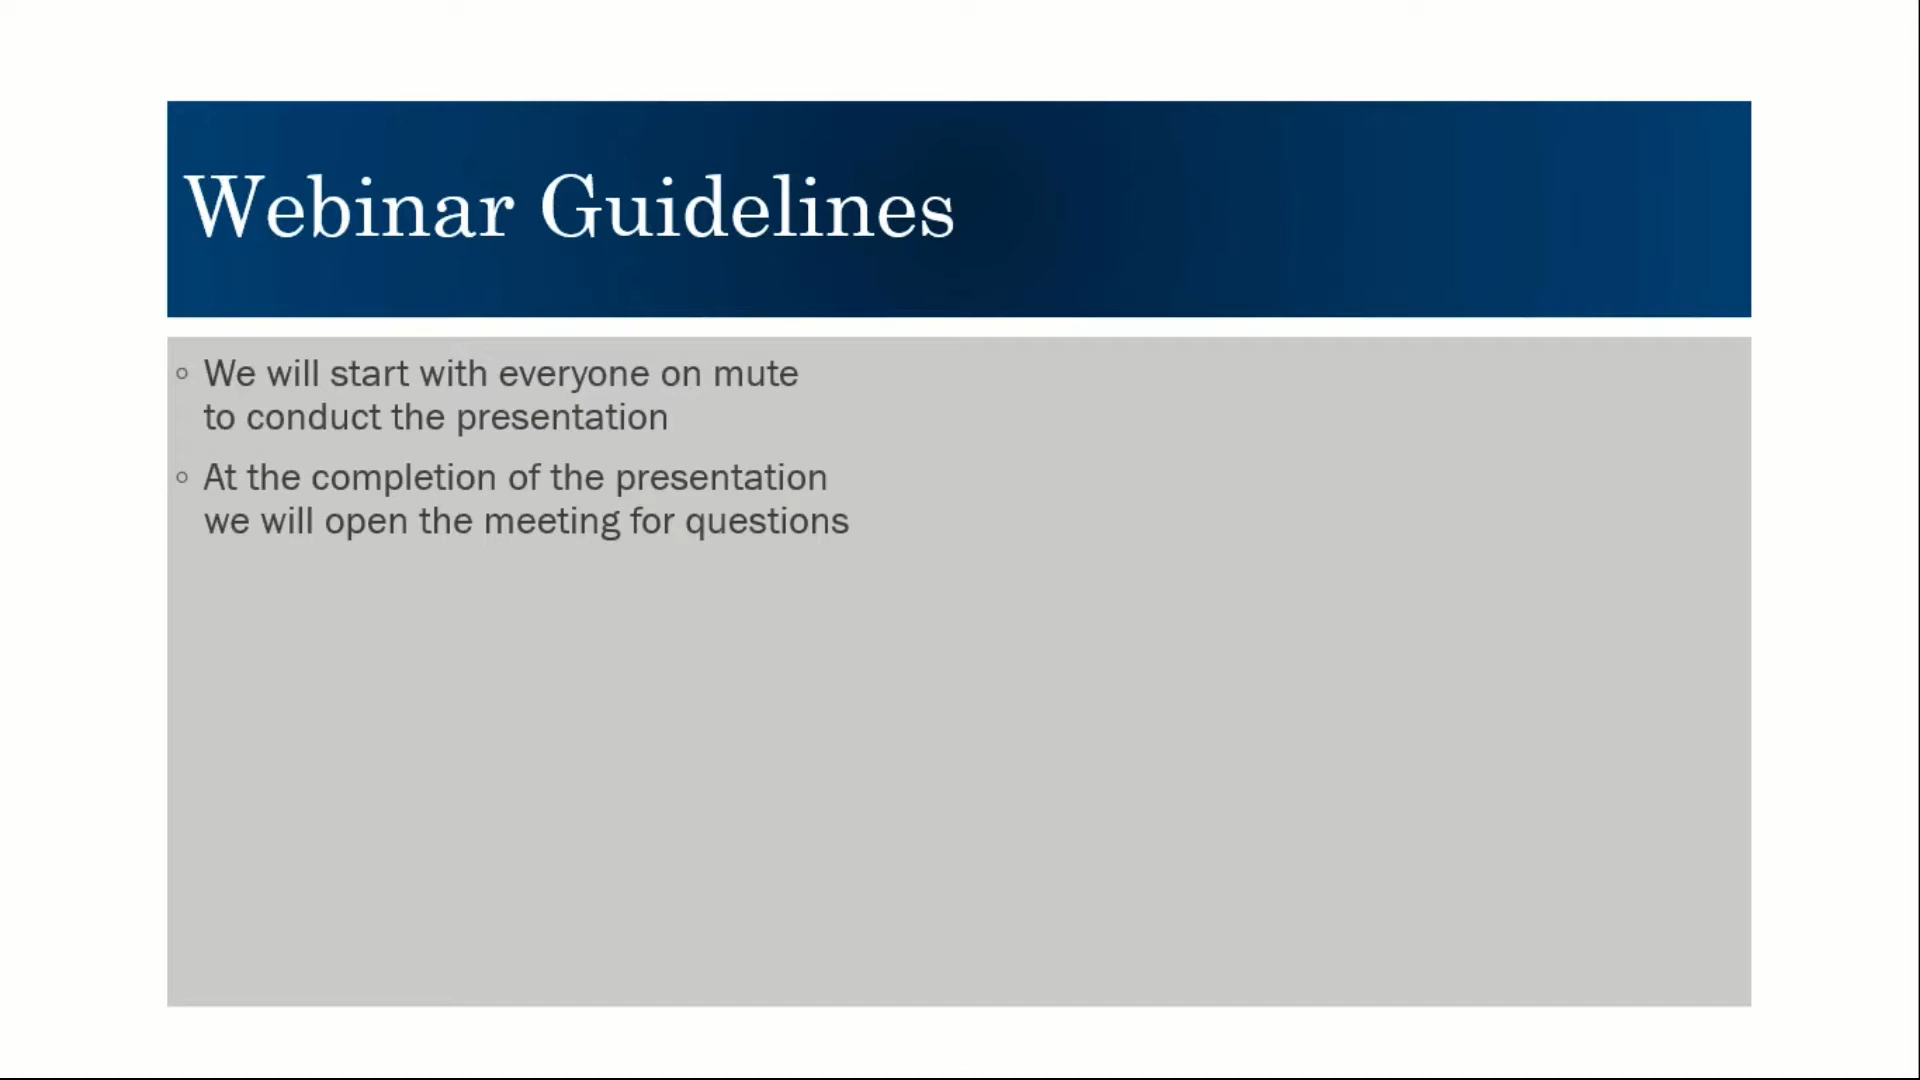 Webinar Guidelines
◦ We will start with everyone on mute
to conduct the presentation
◦ At the completion of the presentation
we will open the meeting for questions